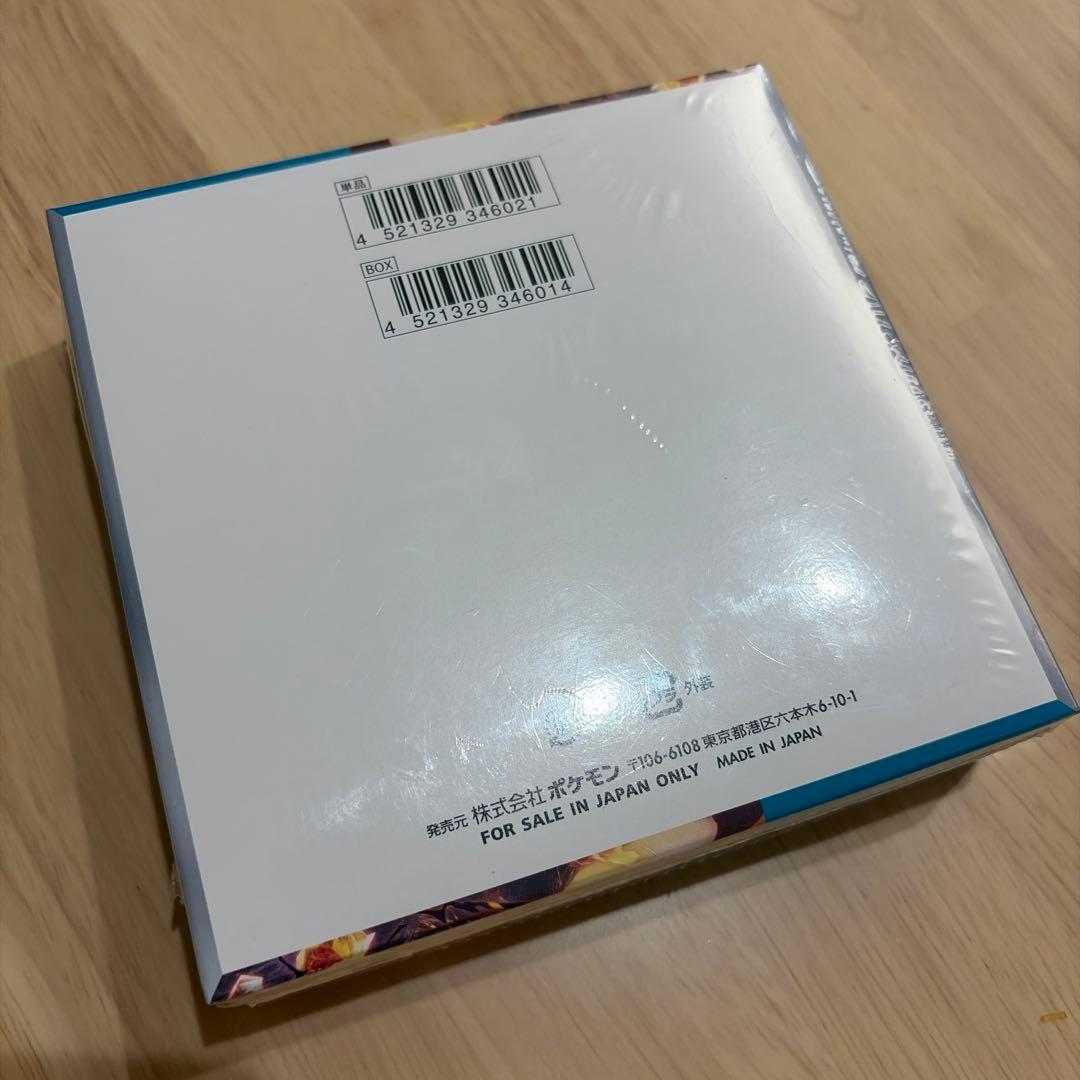 単品
4 521329 346021
BOX
4 521329 346014
外装
発売元 株式会社 ポケモン 〒106-6108 東京都港区六本木6-10-1
FOR SALE IN JAPAN ONLY MADE IN JAPAN